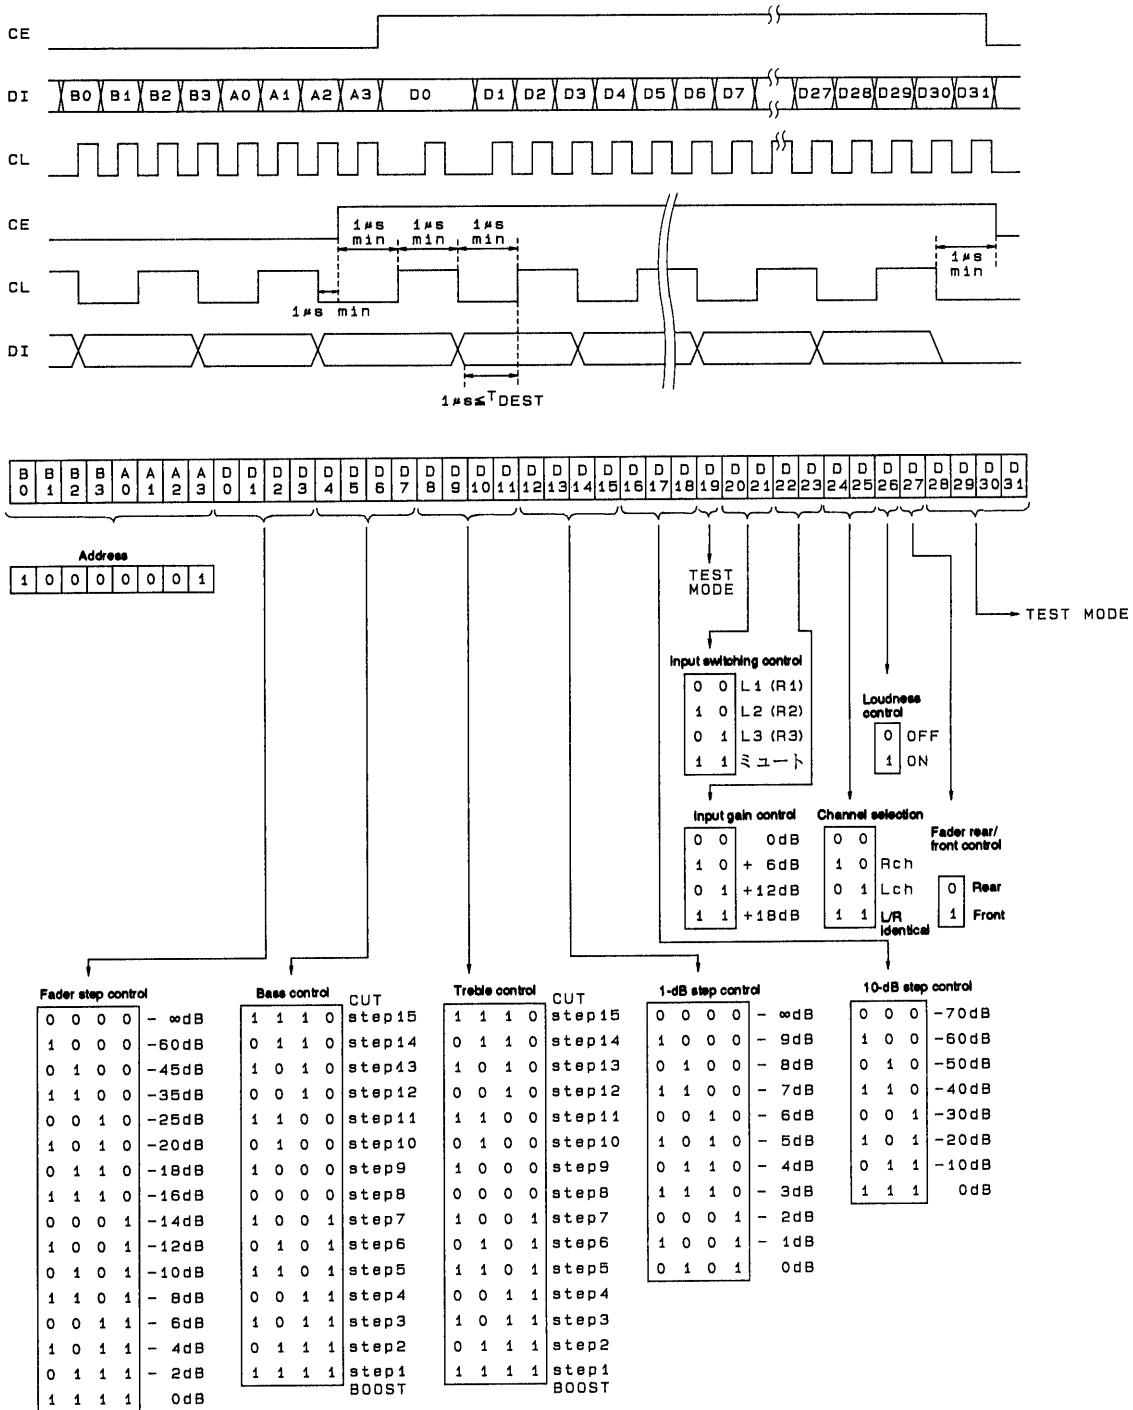 CE
DI B0 B1 B2 B3 A0 A1 A2 A3 D0 D1 D2 D3 D4 D5 D6 D7 D27 D28 D29 D30 D31
CL
CE
1μs min 1μs min 1μs min
1μs min
CL
1μs min
DI
1μs≦TDEST
B0 B1 B2 B3 A0 A1 A2 A3 D0 D1 D2 D3 D4 D5 D6 D7 D8 D9 D10 D11 D12 D13 D14 D15 D16 D17 D18 D19 D20 D21 D22 D23 D24 D25 D26 D27 D28 D29 D30 D31
Address
1 0 0 0 0 0 0 1
TEST MODE
TEST MODE
Input switching control
0 0 L1 (R1)
1 0 L2 (R2)
0 1 L3 (R3)
1 1 ミュート
Loudness control
0 OFF
1 ON
Input gain control
0 0 0dB
1 0 + 6dB
0 1 +12dB
1 1 +18dB
Channel selection
0 0
1 0 Rch
0 1 Lch
1 1 L/R identical
Fader rear/ front control
0 Rear
1 Front
Fader step control
0 0 0 0 - ∞dB
1 0 0 0 -60dB
0 1 0 0 -45dB
1 1 0 0 -35dB
0 0 1 0 -25dB
1 0 1 0 -20dB
0 1 1 0 -18dB
1 1 1 0 -16dB
0 0 0 1 -14dB
1 0 0 1 -12dB
0 1 0 1 -10dB
1 1 0 1 - 8dB
0 0 1 1 - 6dB
1 0 1 1 - 4dB
0 1 1 1 - 2dB
1 1 1 1 0dB
Bass control
CUT
1 1 1 0 step15
0 1 1 0 step14
1 0 1 0 step13
0 0 1 0 step12
1 1 0 0 step11
0 1 0 0 step10
1 0 0 0 step9
0 0 0 0 step8
1 0 0 1 step7
0 1 0 1 step6
1 1 0 1 step5
0 0 1 1 step4
1 0 1 1 step3
0 1 1 1 step2
1 1 1 1 step1
BOOST
Treble control
CUT
1 1 1 0 step15
0 1 1 0 step14
1 0 1 0 step13
0 0 1 0 step12
1 1 0 0 step11
0 1 0 0 step10
1 0 0 0 step9
0 0 0 0 step8
1 0 0 1 step7
0 1 0 1 step6
1 1 0 1 step5
0 0 1 1 step4
1 0 1 1 step3
0 1 1 1 step2
1 1 1 1 step1
BOOST
1-dB step control
0 0 0 0 - ∞dB
1 0 0 0 - 9dB
0 1 0 0 - 8dB
1 1 0 0 - 7dB
0 0 1 0 - 6dB
1 0 1 0 - 5dB
0 1 1 0 - 4dB
1 1 1 0 - 3dB
0 0 0 1 - 2dB
1 0 0 1 - 1dB
0 1 0 1 0dB
10-dB step control
0 0 0 -70dB
1 0 0 -60dB
0 1 0 -50dB
1 1 0 -40dB
0 0 1 -30dB
1 0 1 -20dB
0 1 1 -10dB
1 1 1 0dB